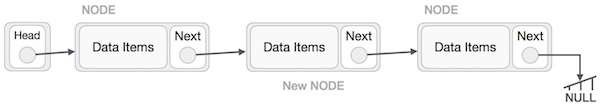 NODE
NODE
Head
Data Items
Next
Data Items
Next
Data Items
Next
New NODE
NULL